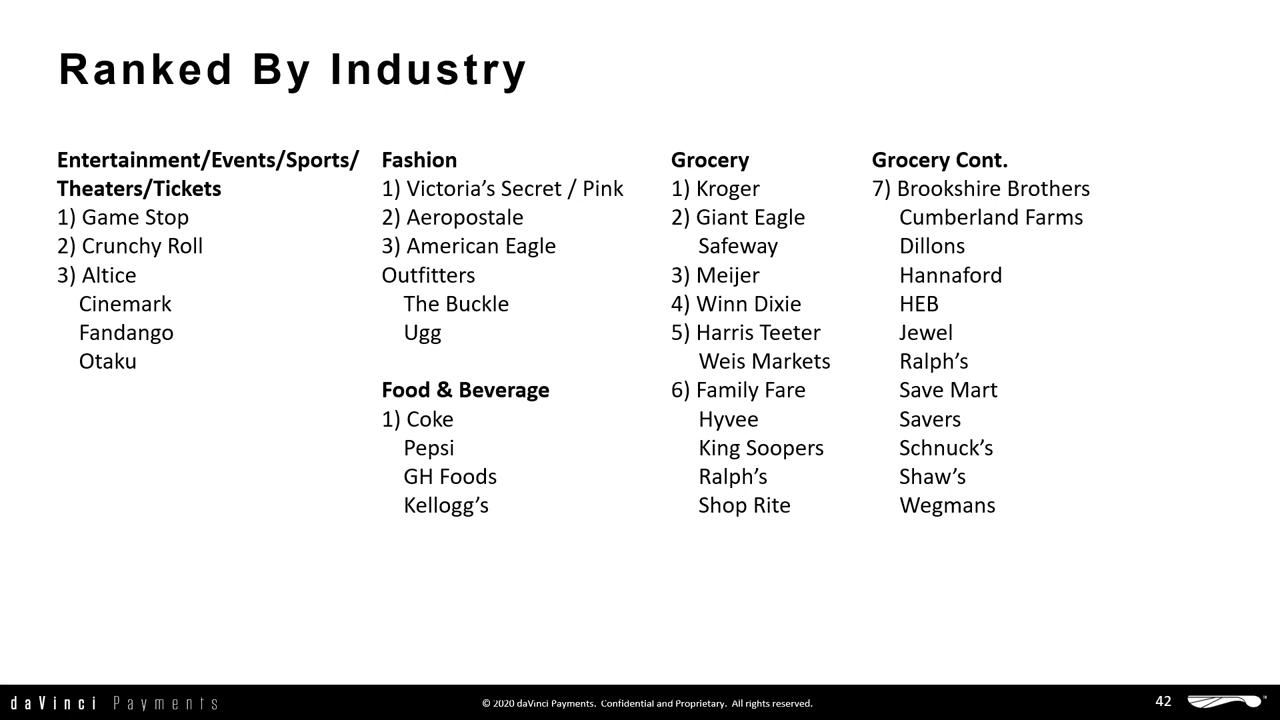 Ranked By Industry
Entertainment/Events/Sports/
Theaters/Tickets
1) Game Stop
2) Crunchy Roll
3) Altice
Cinemark
Fandango
Otaku
Fashion
1) Victoria’s Secret / Pink
2) Aeropostale
3) American Eagle
Outfitters
The Buckle
Ugg
Food & Beverage
1) Coke
Pepsi
GH Foods
Kellogg’s
Grocery
1) Kroger
2) Giant Eagle
Safeway
3) Meijer
4) Winn Dixie
5) Harris Teeter
Weis Markets
6) Family Fare
Hyvee
King Soopers
Ralph’s
Shop Rite
Grocery Cont.
7) Brookshire Brothers
Cumberland Farms
Dillons
Hannaford
HEB
Jewel
Ralph’s
Save Mart
Savers
Schnuck’s
Shaw’s
Wegmans
daVinci Payments
© 2020 daVinci Payments. Confidential and Proprietary. All rights reserved.
42